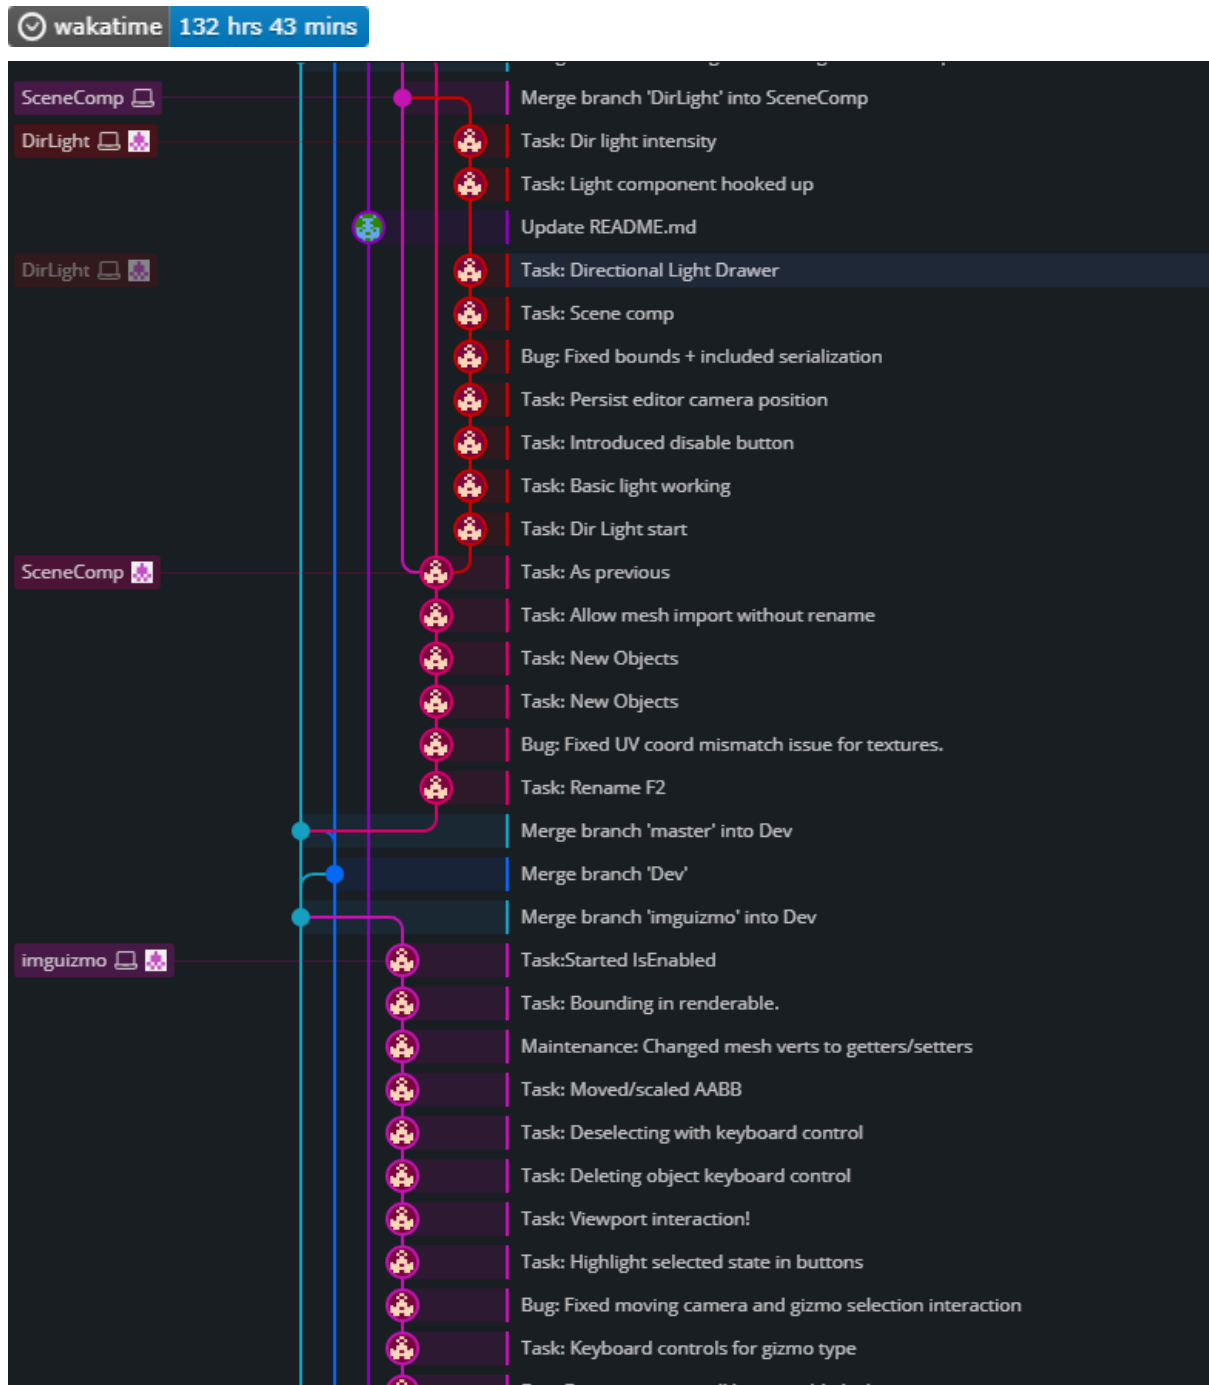 wakatime 132 hrs 43 mins
SceneComp Merge branch 'DirLight' into SceneComp
DirLight Task: Dir light intensity
Task: Light component hooked up
Update README.md
DirLight Task: Directional Light Drawer
Task: Scene comp
Bug: Fixed bounds + included serialization
Task: Persist editor camera position
Task: Introduced disable button
Task: Basic light working
Task: Dir Light start
SceneComp Task: As previous
Task: Allow mesh import without rename
Task: New Objects
Task: New Objects
Bug: Fixed UV coord mismatch issue for textures.
Task: Rename F2
Merge branch 'master' into Dev
Merge branch 'Dev'
Merge branch 'imguizmo' into Dev
imguizmo Task:Started IsEnabled
Task: Bounding in renderable.
Maintenance: Changed mesh verts to getters/setters
Task: Moved/scaled AABB
Task: Deselecting with keyboard control
Task: Deleting object keyboard control
Task: Viewport interaction!
Task: Highlight selected state in buttons
Bug: Fixed moving camera and gizmo selection interaction
Task: Keyboard controls for gizmo type